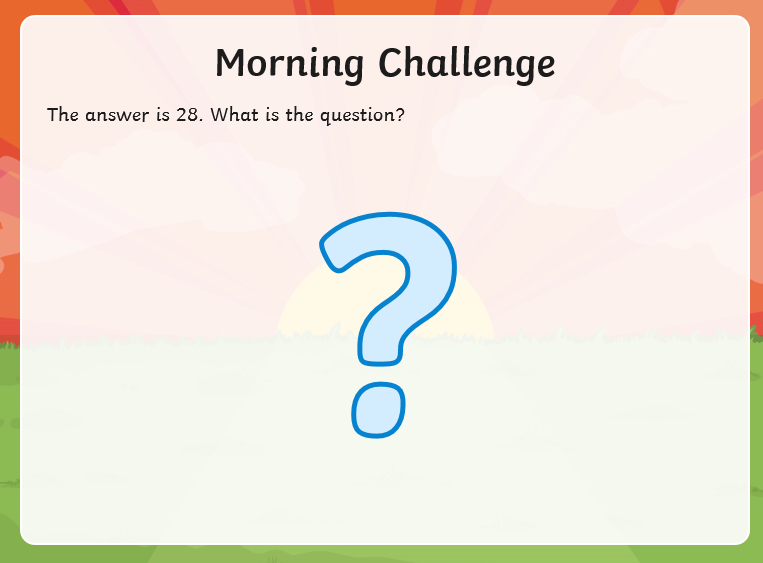 Morning Challenge
The answer is 28. What is the question?
?